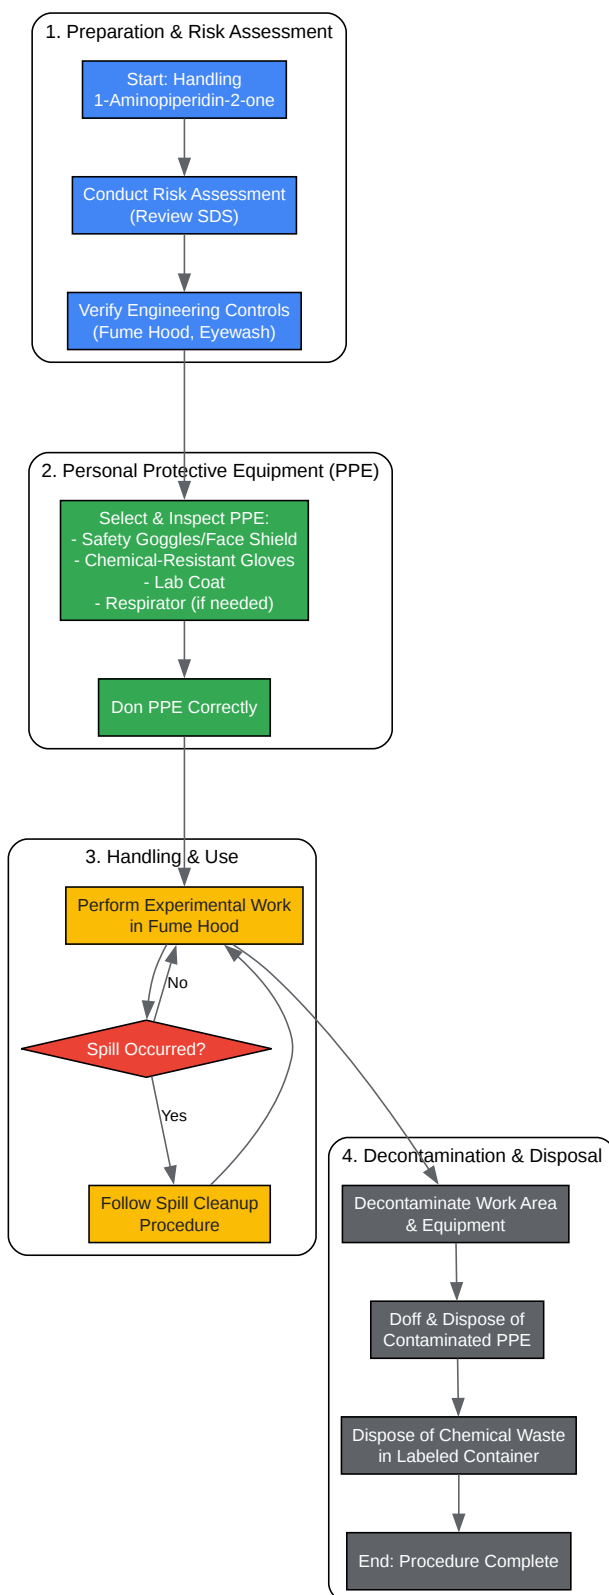 1. Preparation & Risk Assessment
Start: Handling
1-Aminopiperidin-2-one
Conduct Risk Assessment
(Review SDS)
Verify Engineering Controls
(Fume Hood, Eyewash)
2. Personal Protective Equipment (PPE)
Select & Inspect PPE:
- Safety Goggles/Face Shield
- Chemical-Resistant Gloves
- Lab Coat
- Respirator (if needed)
Don PPE Correctly
3. Handling & Use
Perform Experimental Work
in Fume Hood
No
Spill Occurred?
Yes
Follow Spill Cleanup
Procedure
4. Decontamination & Disposal
Decontaminate Work Area
& Equipment
Doff & Dispose of
Contaminated PPE
Dispose of Chemical Waste
in Labeled Container
End: Procedure Complete